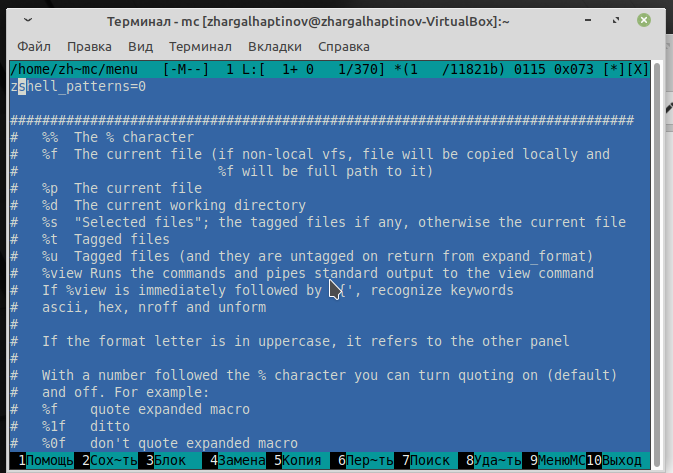 Терминал - mc [zhargalhaptinov@zhargalhaptinov-VirtualBox]:~
Файл Правка Вид Терминал Вкладки Справка
/home/zh~mc/menu [-M--] 1 L:[ 1+ 0 1/370] *(1 /11821b) 0115 0x073 [*][X]
zshell_patterns=0
##############################################################################
# %% The % character
# %f The current file (if non-local vfs, file will be copied locally and
# %f will be full path to it)
# %p The current file
# %d The current working directory
# %s "Selected files"; the tagged files if any, otherwise the current file
# %t Tagged files
# %u Tagged files (and they are untagged on return from expand_format)
# %view Runs the commands and pipes standard output to the view command
# If %view is immediately followed by {', recognize keywords
# ascii, hex, nroff and unform
#
# If the format letter is in uppercase, it refers to the other panel
#
# With a number followed the % character you can turn quoting on (default)
# and off. For example:
# %f quote expanded macro
# %1f ditto
# %0f don't quote expanded macro
1Помощь 2Сох~ть 3Блок 4Замена 5Копия 6Пер~ть 7Поиск 8Уда~ть 9МенюMC 10Выход